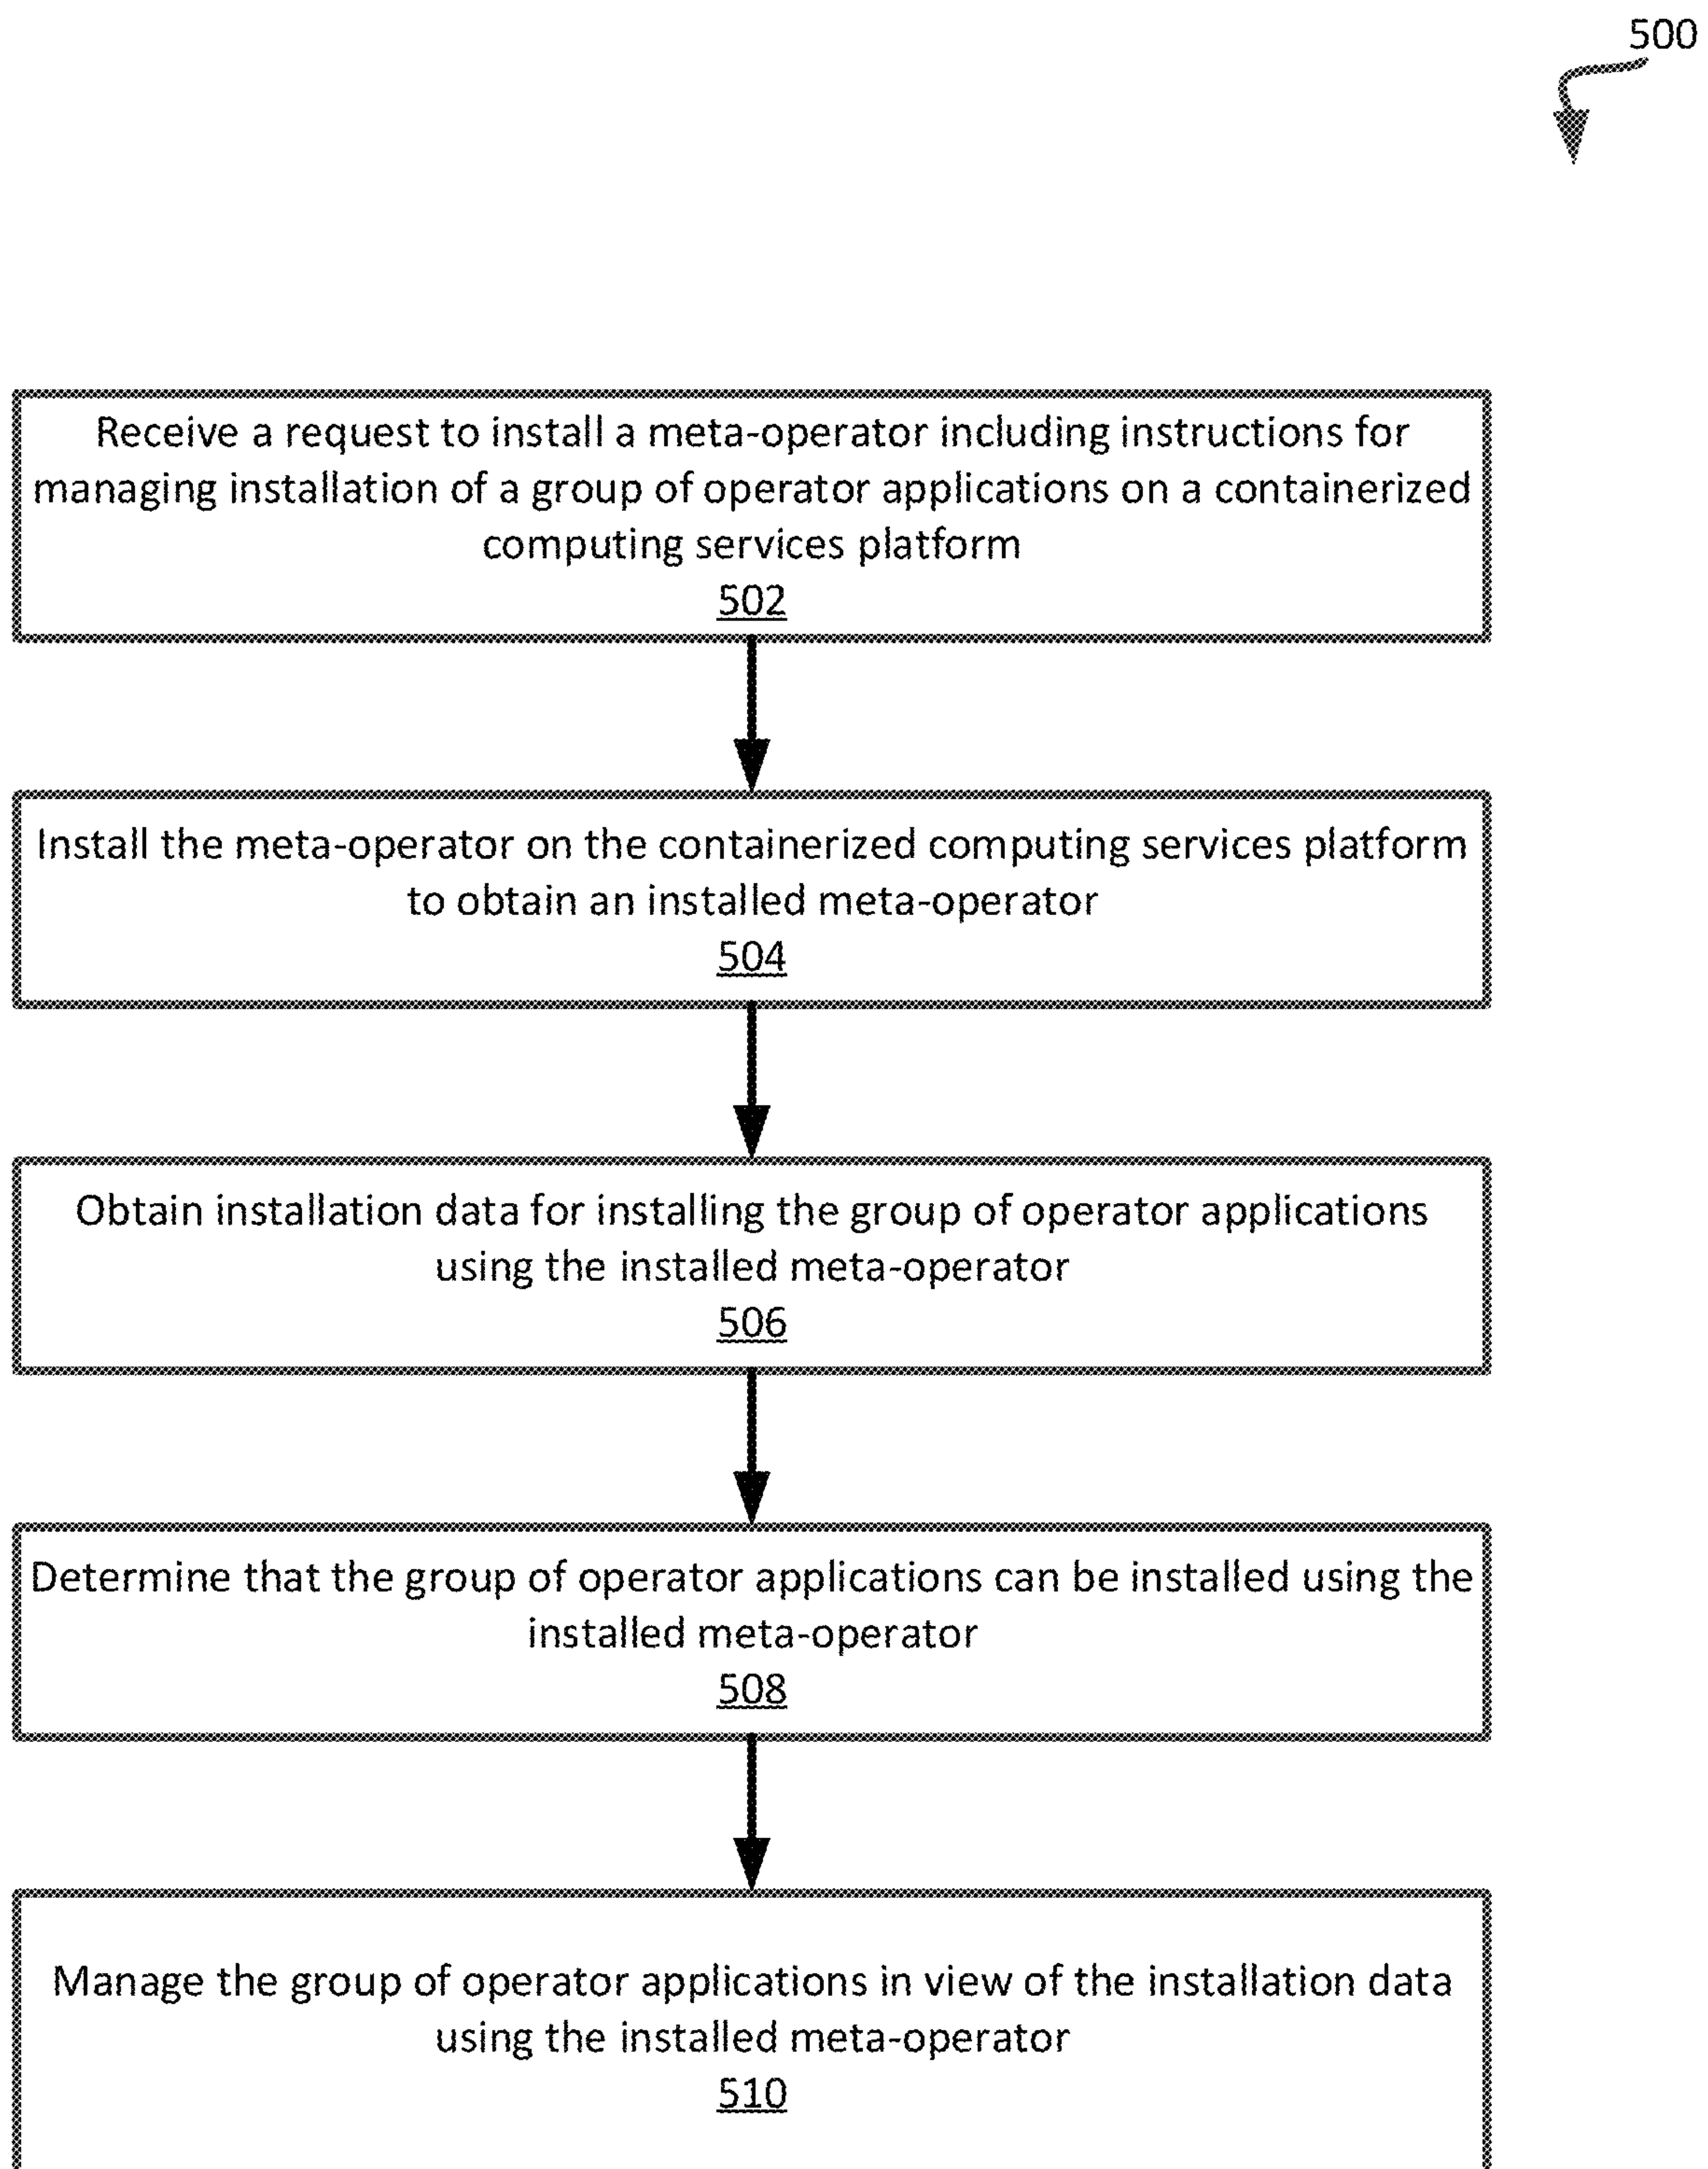 500
Receive a request to install a meta-operator including instructions for
managing installation of a group of operator applications on a containerized
computing services platform
502
Install the meta-operator on the containerized computing services platform
to obtain an installed meta-operator
504
Obtain installation data for installing the group of operator applications
using the installed meta-operator
506
Determine that the group of operator applications can be installed using the
installed meta-operator
508
Manage the group of operator applications in view of the installation data
using the installed meta-operator
510